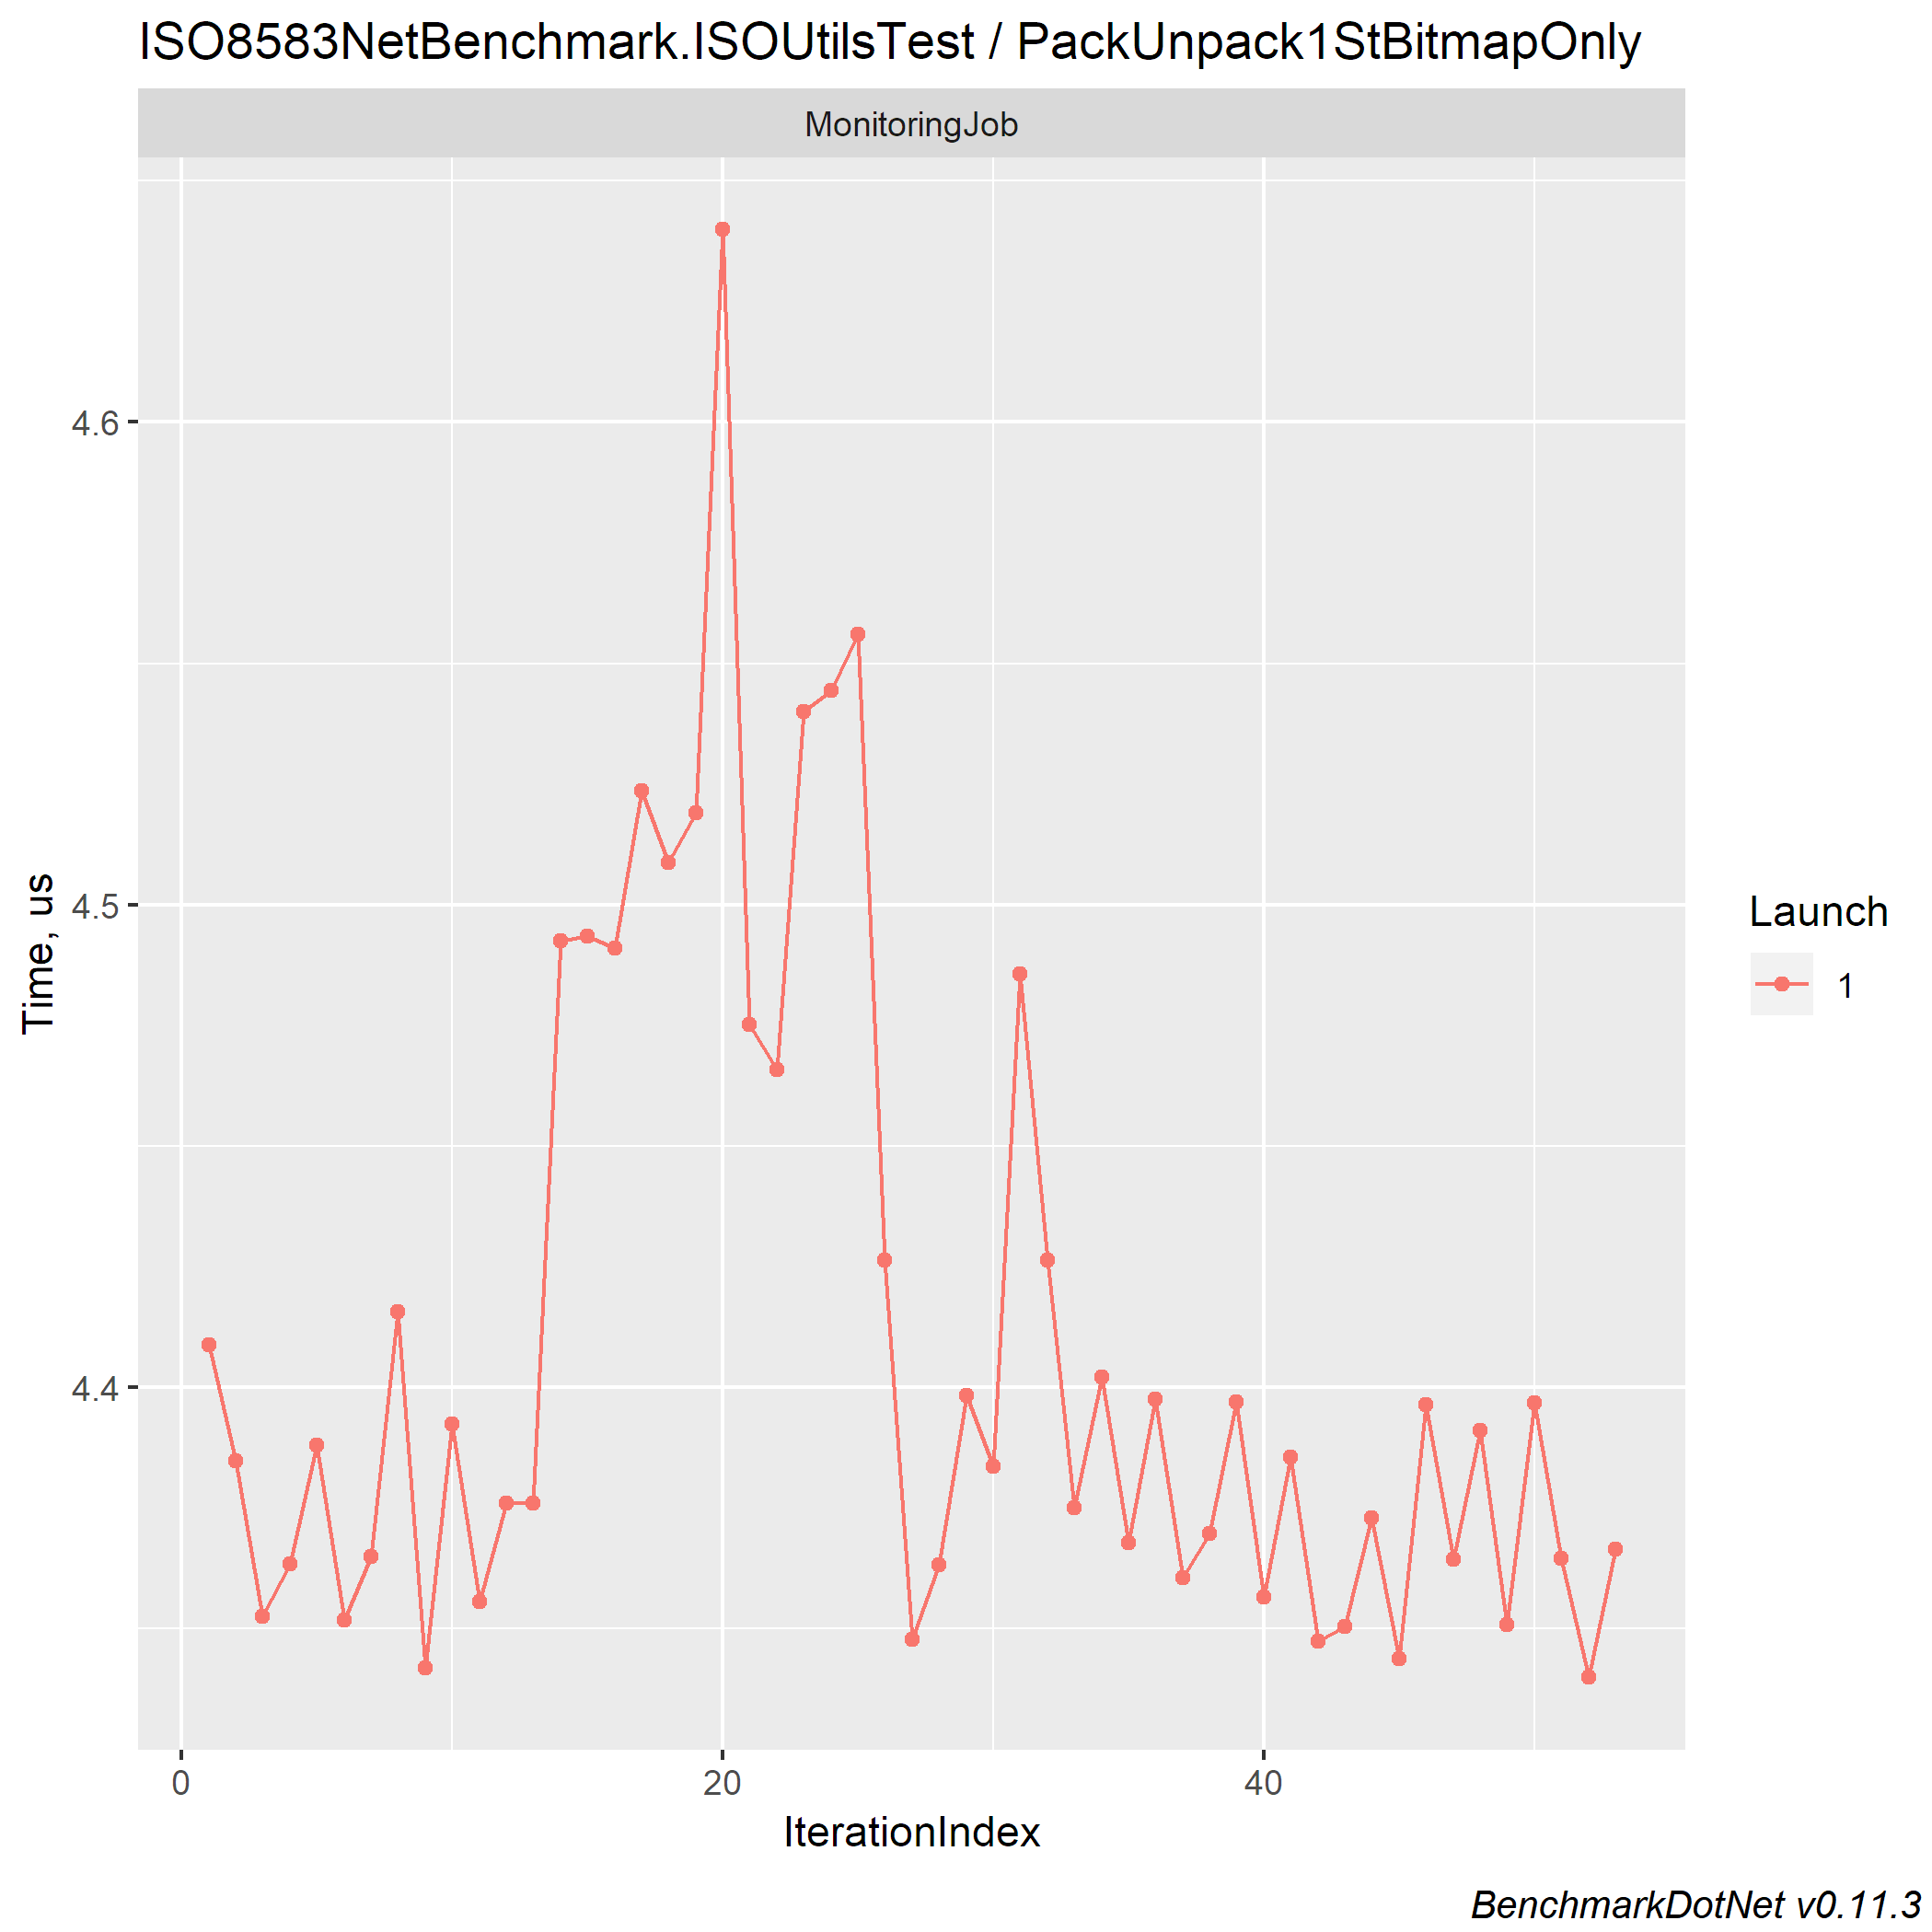 ISO8583NetBenchmark.ISOUtilsTest / PackUnpack1StBitmapOnly
MonitoringJob
4.6
4.5
4.4
Time, us
0
20
40
IterationIndex
Launch
1
BenchmarkDotNet v0.11.3